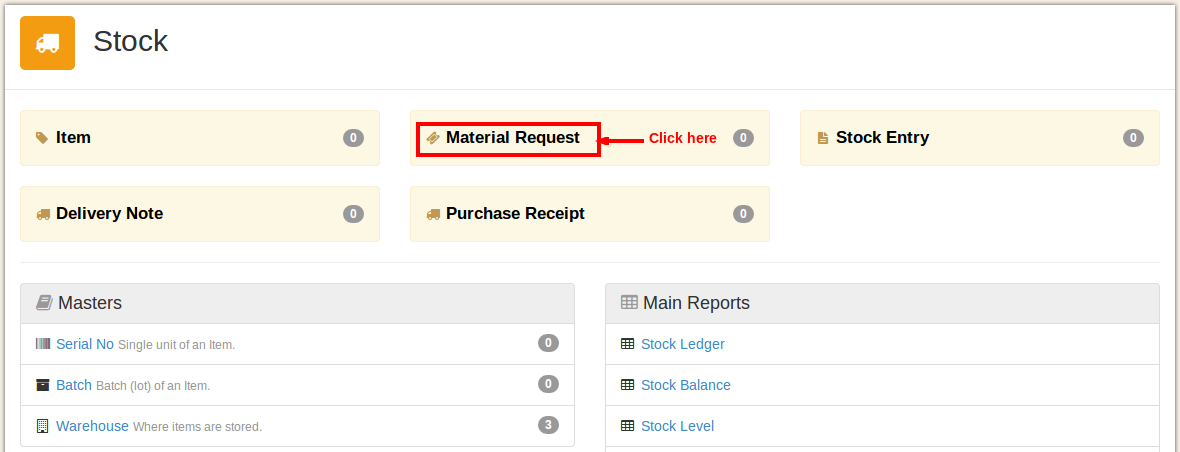 Stock
Item 0
Material Request Click here 0
Stock Entry 0
Delivery Note 0
Purchase Receipt 0
Masters
Serial No Single unit of an Item. 0
Batch Batch (lot) of an Item. 0
Warehouse Where items are stored. 3
Main Reports
Stock Ledger
Stock Balance
Stock Level